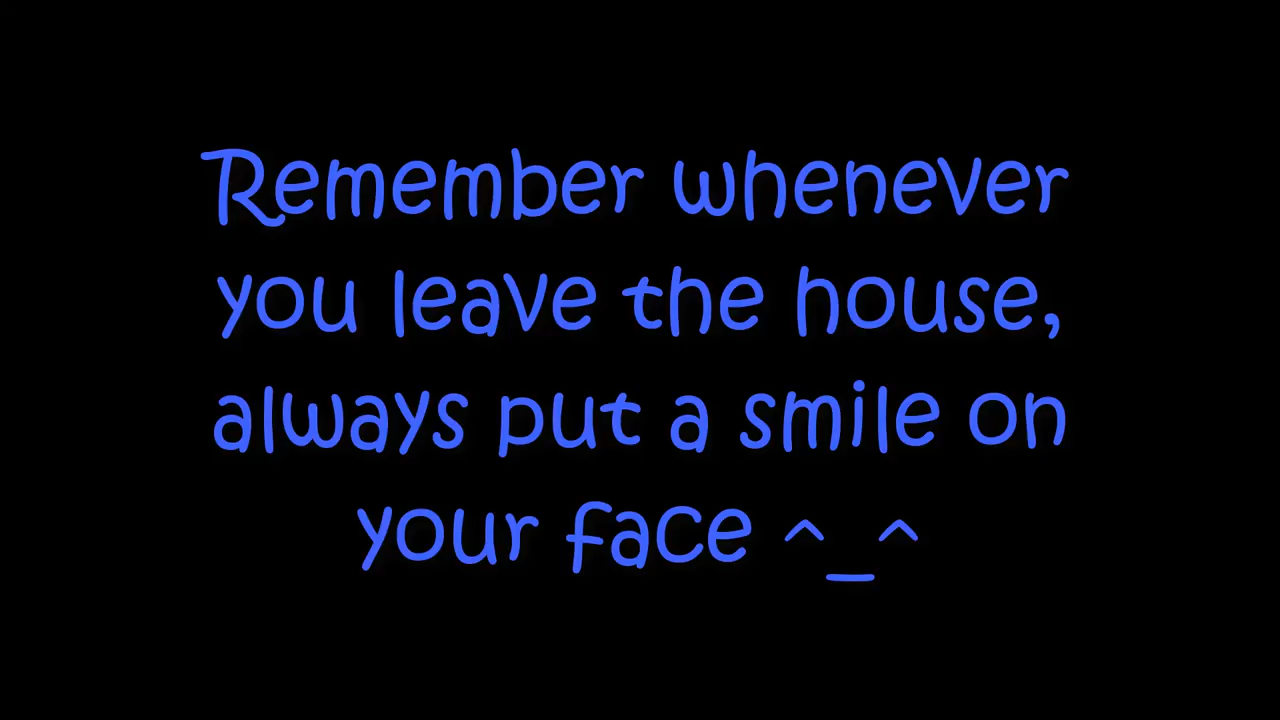 Remember whenever
you leave the house,
always put a smile on
your face ^_^